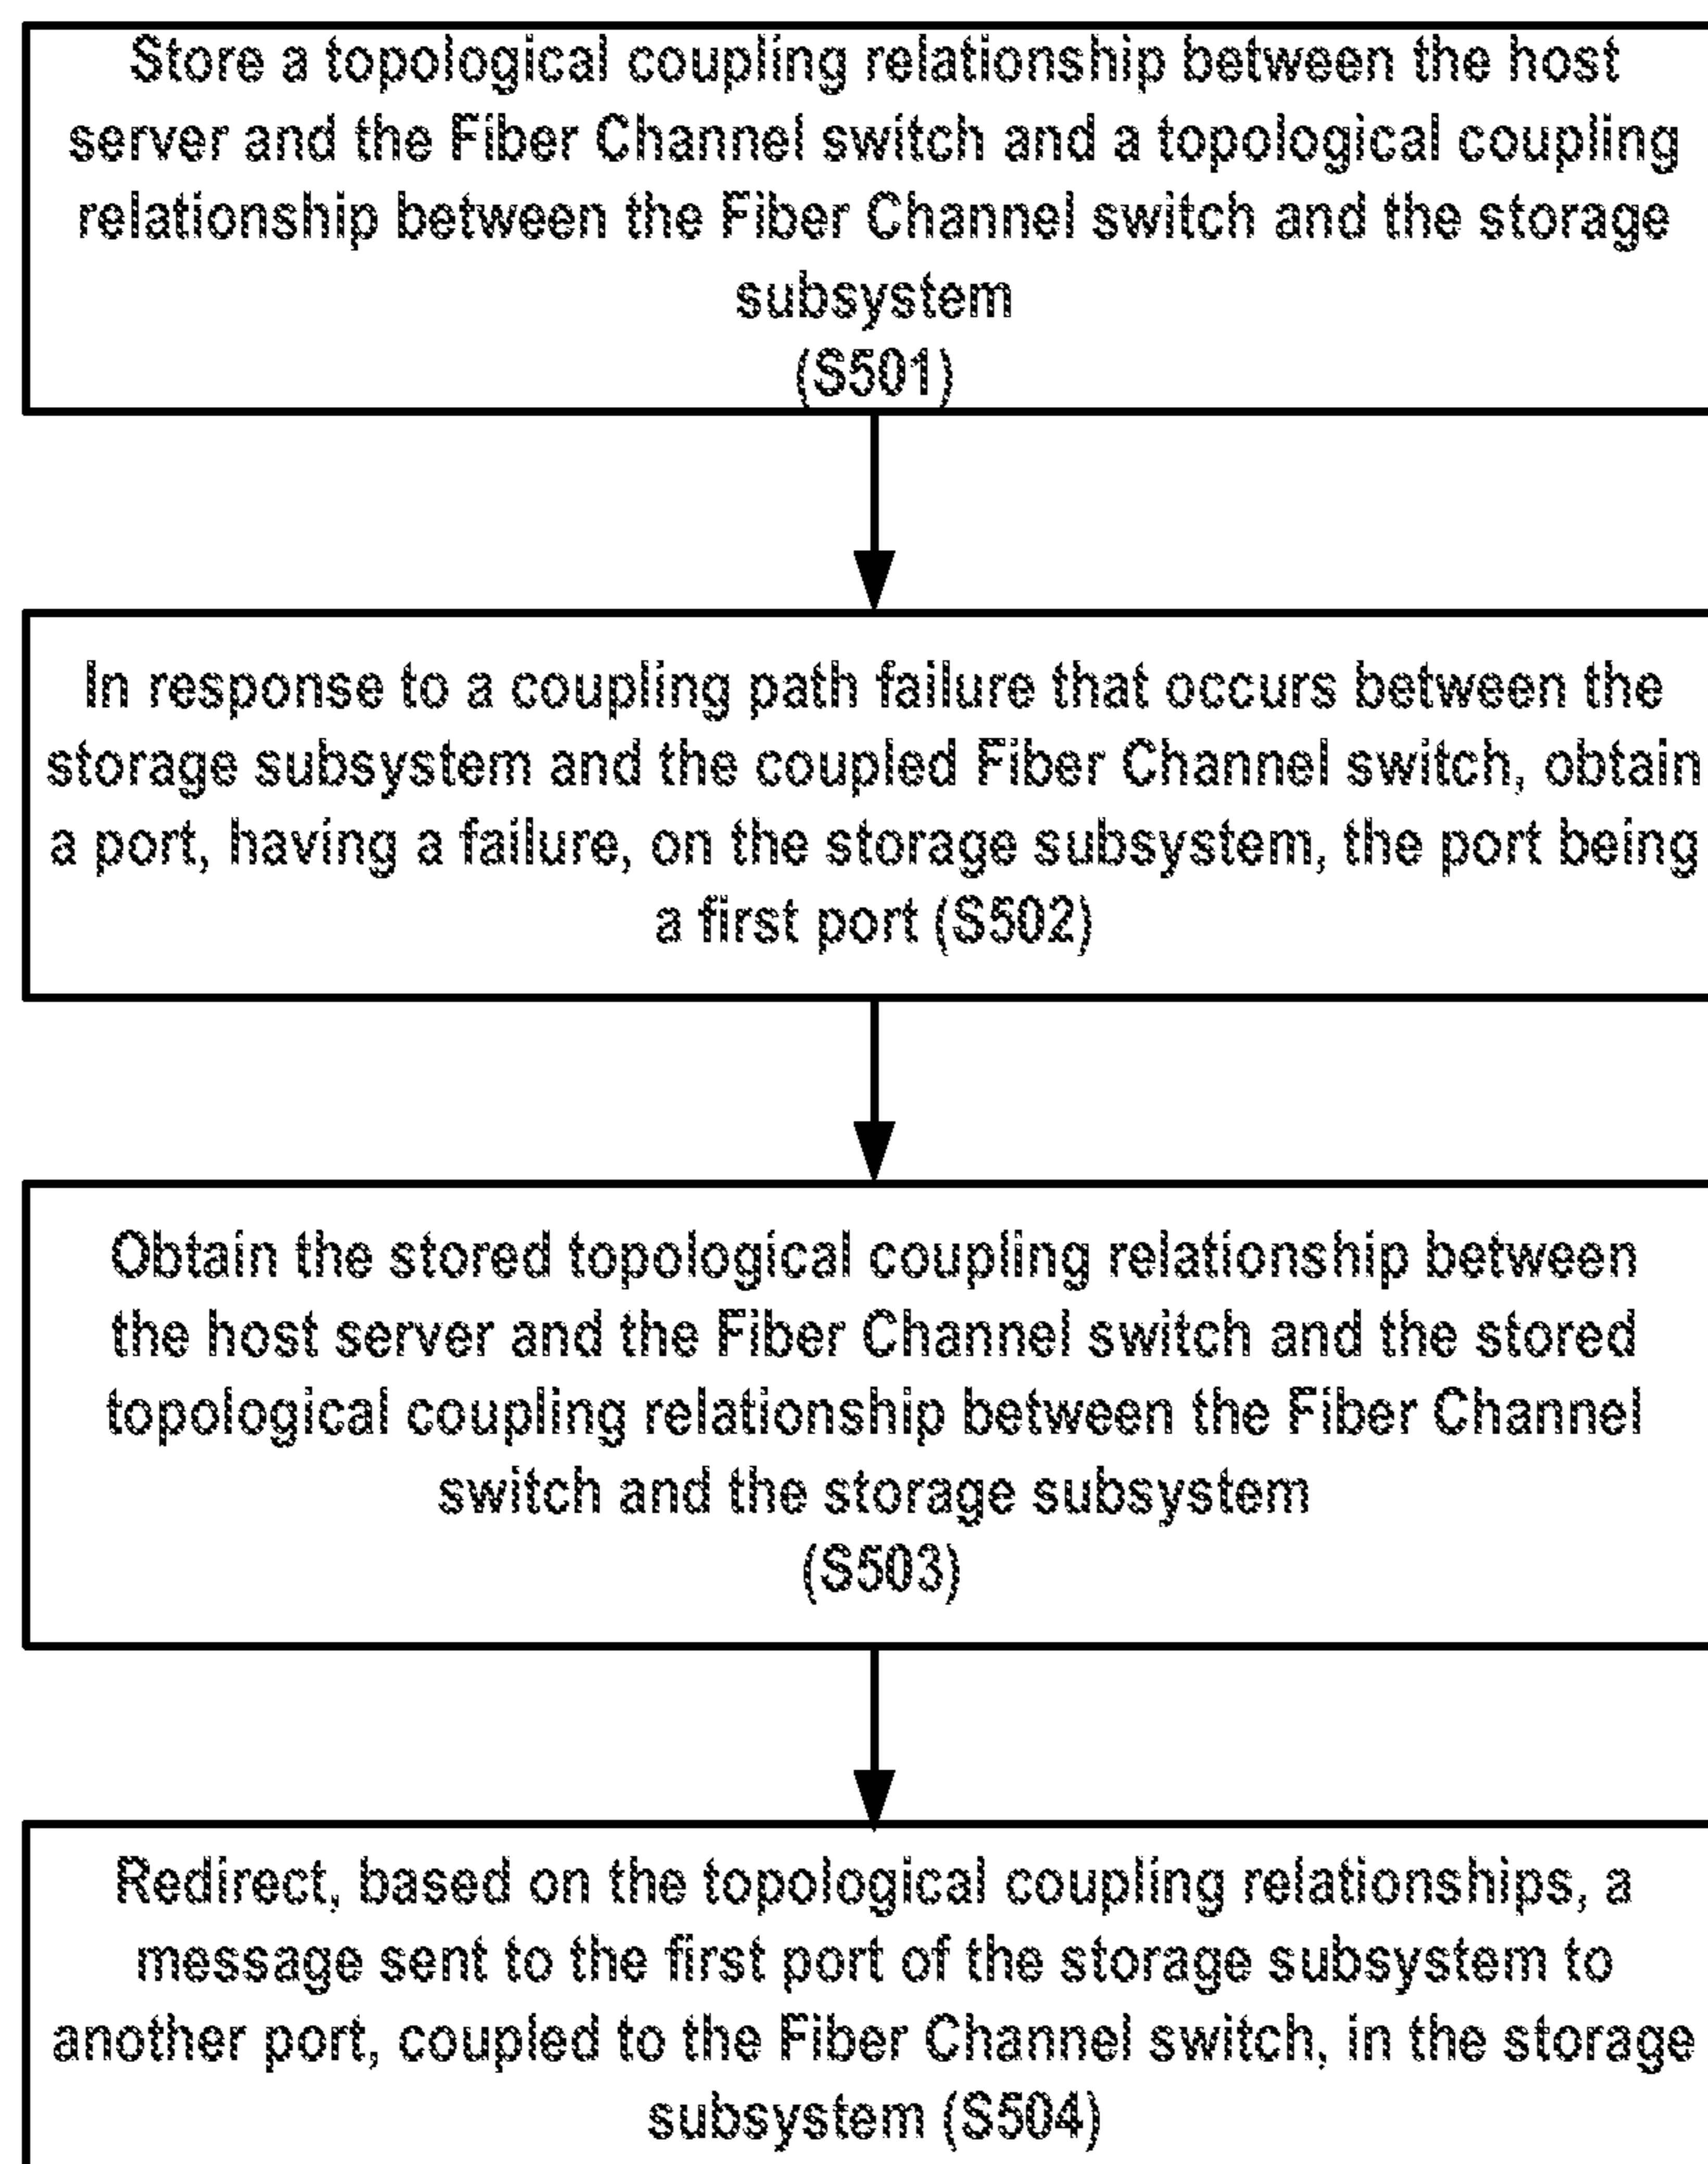 Store a topological coupling relationship between the host
server and the Fiber Channel switch and a topological coupling
relationship between the Fiber Channel switch and the storage
subsystem
(S501)
In response to a coupling path failure that occurs between the
storage subsystem and the coupled Fiber Channel switch, obtain
a port, having a failure, on the storage subsystem, the port being
a first port (S502)
Obtain the stored topological coupling relationship between
the host server and the Fiber Channel switch and the stored
topological coupling relationship between the Fiber Channel
switch and the storage subsystem
(S503)
Redirect, based on the topological coupling relationships, a
message sent to the first port of the storage subsystem to
another port, coupled to the Fiber Channel switch, in the storage
subsystem (S504)